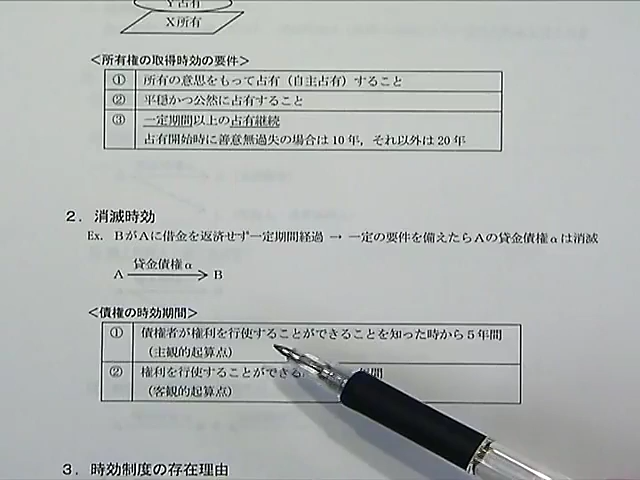 Y占有
X所有
＜所有権の取得時効の要件＞
① 所有の意思をもって占有（自主占有）すること
② 平穏かつ公然に占有すること
③ 一定期間以上の占有継続
占有開始時に善意無過失の場合は10年，それ以外は20年
２．消滅時効
Ex. BがAに借金を返済せず一定期間経過 → 一定の要件を備えたらAの貸金債権αは消滅
貸金債権α
A → B
＜債権の時効期間＞
① 債権者が権利を行使することができることを知った時から５年間
（主観的起算点）
② 権利を行使することができる 年間
（客観的起算点）
３．時効制度の存在理由